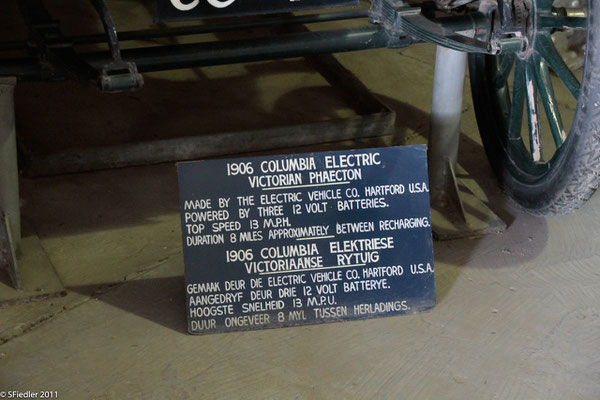 1906 COLUMBIA ELECTRIC
VICTORIAN PHAECTON
MADE BY THE ELECTRIC VEHICLE CO. HARTFORD U.S.A.
POWERED BY THREE 12 VOLT BATTERIES.
TOP SPEED 13 M.P.H.
DURATION 8 MILES APPROXIMATELY BETWEEN RECHARGING.
1906 COLUMBIA ELEKTRIESE
VICTORIAANSE RYTUIG
GEMAAK DEUR DIE ELECTRIC VEHICLE CO. HARTFORD U.S.A.
AANGEDRYF DEUR DRIE 12 VOLT BATTERYE.
HOOGSTE SNELHEID 13 M.P.U.
DUUR ONGEVEER 8 MYL TUSSEN HERLADINGS.
© SFiedler 2011